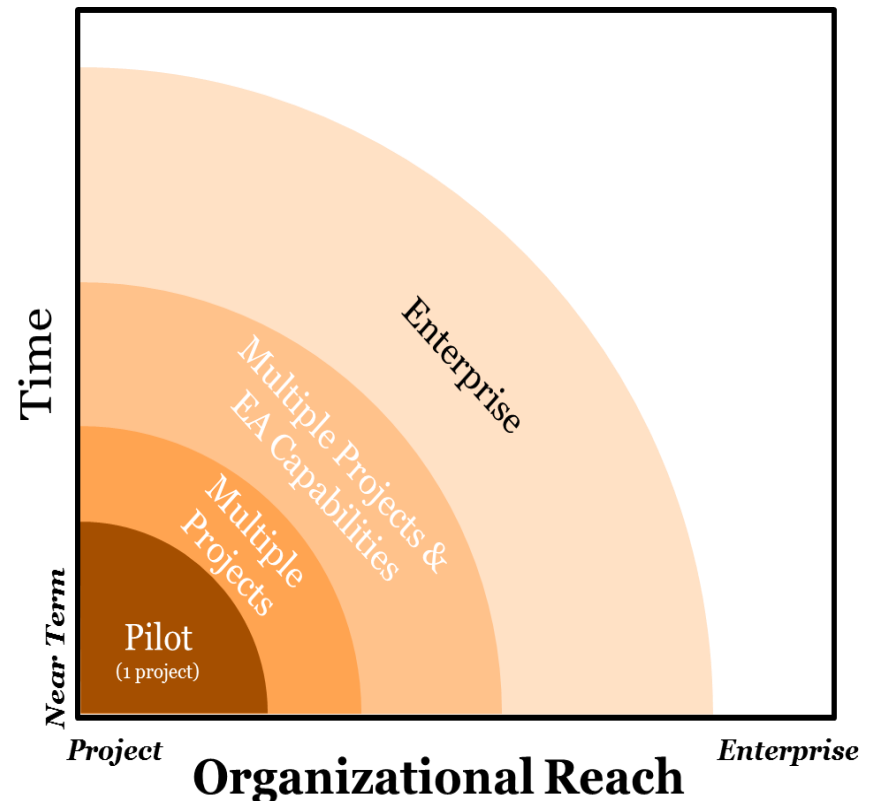 Enterprise
Multiple Projects &
EA Capabilities
Multiple
Projects
Pilot
(1 project)
Time
Near Term
Project
Enterprise
Organizational Reach